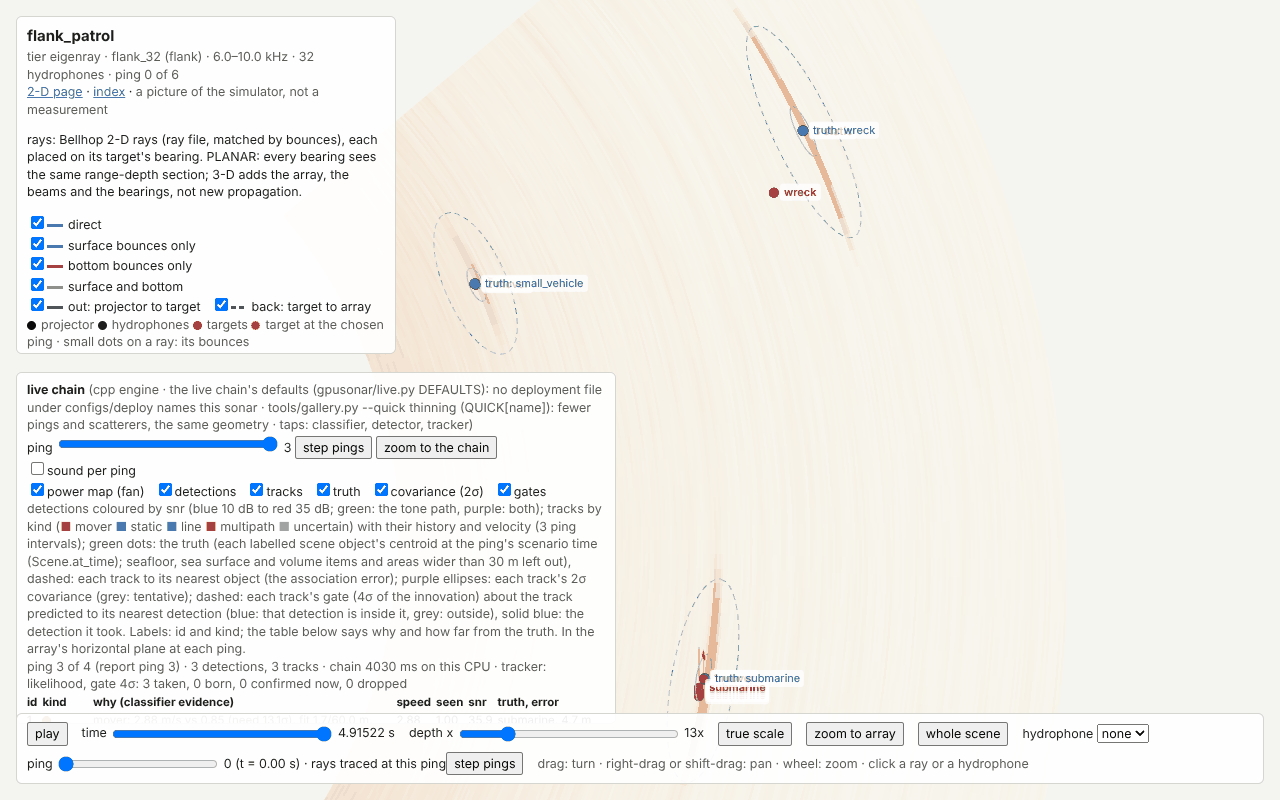 flank_patrol
tier eigenray · flank_32 (flank) · 6.0–10.0 kHz · 32
hydrophones · ping 0 of 6
2-D page · index · a picture of the simulator, not a
measurement
rays: Bellhop 2-D rays (ray file, matched by bounces), each
placed on its target's bearing. PLANAR: every bearing sees
the same range-depth section; 3-D adds the array, the
beams and the bearings, not new propagation.
direct
surface bounces only
bottom bounces only
surface and bottom
out: projector to target back: target to array
projector hydrophones targets target at the chosen
ping · small dots on a ray: its bounces
truth: wreck
wreck
truth: small_vehicle
live chain (cpp engine · the live chain's defaults (gpusonar/live.py DEFAULTS): no deployment file
under configs/deploy names this sonar · tools/gallery.py --quick thinning (QUICK[name]): fewer
pings and scatterers, the same geometry · taps: classifier, detector, tracker)
ping 3 step pings zoom to the chain
sound per ping
power map (fan) detections tracks truth covariance (2σ) gates
detections coloured by snr (blue 10 dB to red 35 dB; green: the tone path, purple: both); tracks by
kind (■ mover ■ static ■ line ■ multipath ■ uncertain) with their history and velocity (3 ping
intervals); green dots: the truth (each labelled scene object's centroid at the ping's scenario time
(Scene.at_time); seafloor, sea surface and volume items and areas wider than 30 m left out),
dashed: each track to its nearest object (the association error); purple ellipses: each track's 2σ
covariance (grey: tentative); dashed: each track's gate (4σ of the innovation) about the track
predicted to its nearest detection (blue: that detection is inside it, grey: outside), solid blue: the
detection it took. Labels: id and kind; the table below says why and how far from the truth. In the
array's horizontal plane at each ping.
ping 3 of 4 (report ping 3) · 3 detections, 3 tracks · chain 4030 ms on this CPU · tracker:
likelihood, gate 4σ: 3 taken, 0 born, 0 confirmed now, 0 dropped
id kind why (classifier evidence) speed seen snr truth, error
truth: submarine
submarine
play time 4.91522 s depth x 13x true scale zoom to array whole scene hydrophone none
ping 0 (t = 0.00 s) · rays traced at this ping step pings drag: turn · right-drag or shift-drag: pan · wheel: zoom · click a ray or a hydrophone